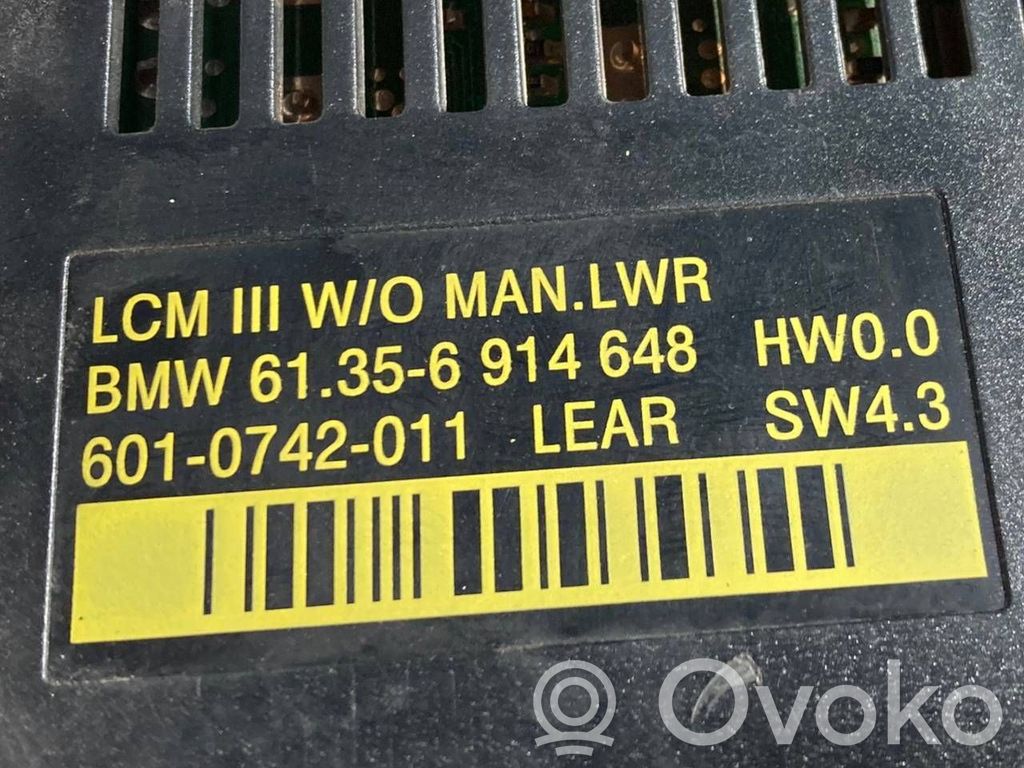 LCM III W/O MAN.LWR
BMW 61.35-6 914 648 HW0.0
601-0742-011 LEAR SW4.3
Ovoko